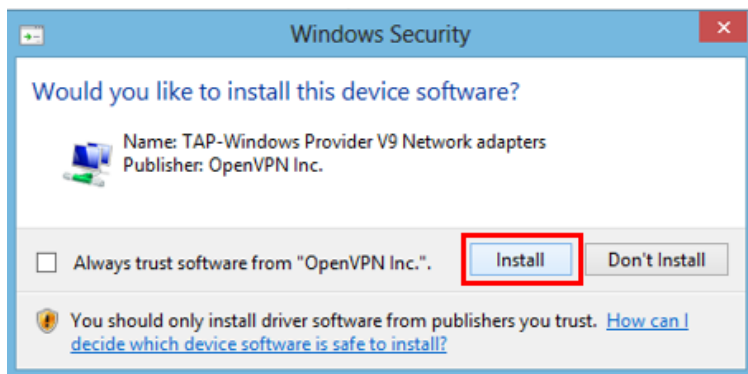 Windows Security
Would you like to install this device software?
Name: TAP-Windows Provider V9 Network adapters
Publisher: OpenVPN Inc.
Always trust software from "OpenVPN Inc.".
Install
Don't Install
You should only install driver software from publishers you trust. How can I
decide which device software is safe to install?